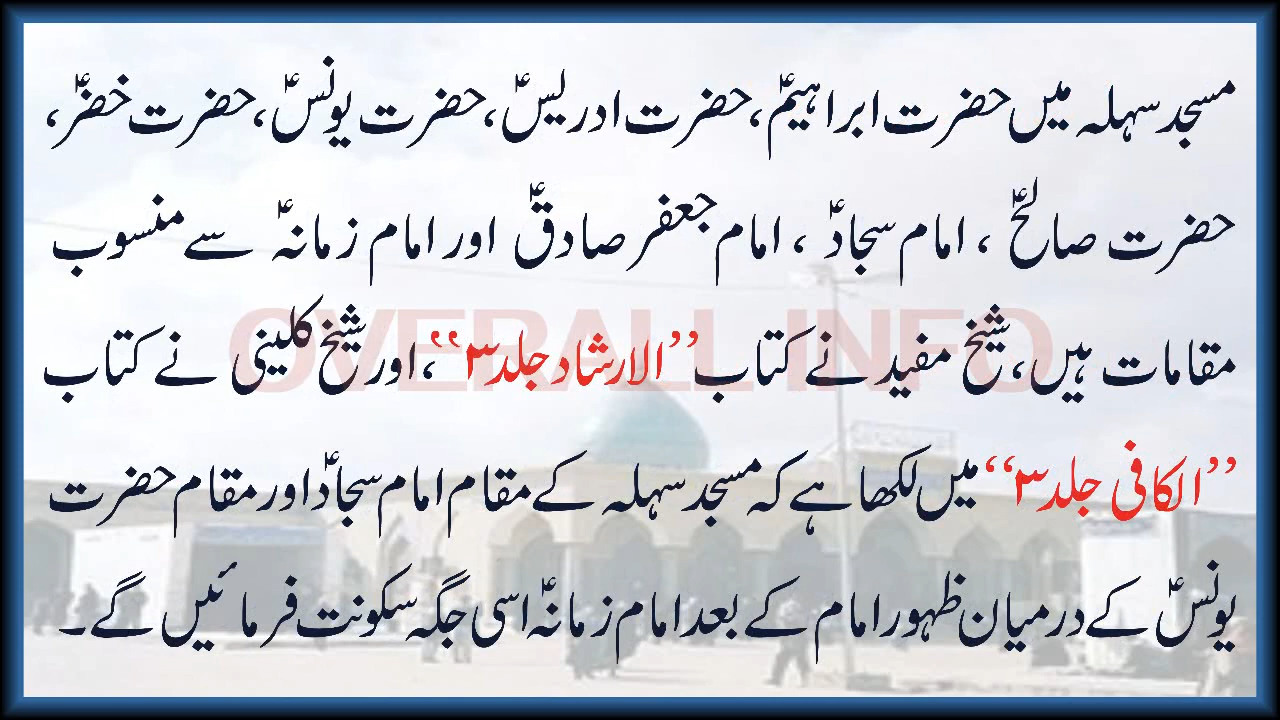 مسجد سہلہ میں حضرت ابراہیمؑ، حضرت ادریسؑ، حضرت یونسؑ، حضرت خضرؑ،
حضرت صالحؑ ، امام سجادؑ ، امام جعفر صادقؑ اور امام زمانہؑ سے منسوب
مقامات ہیں، شیخ مفید نے کتاب ’’الارشاد جلد ۳‘‘، اور شیخ کلینی نے کتاب
OVERALL INFO
’’الکافی جلد ۳‘‘ میں لکھا ہے کہ مسجد سہلہ کے مقام امام سجادؑ اور مقام حضرت
یونسؑ کے درمیان ظہور امام کے بعد امام زمانہؑ اسی جگہ سکونت فرمائیں گے۔